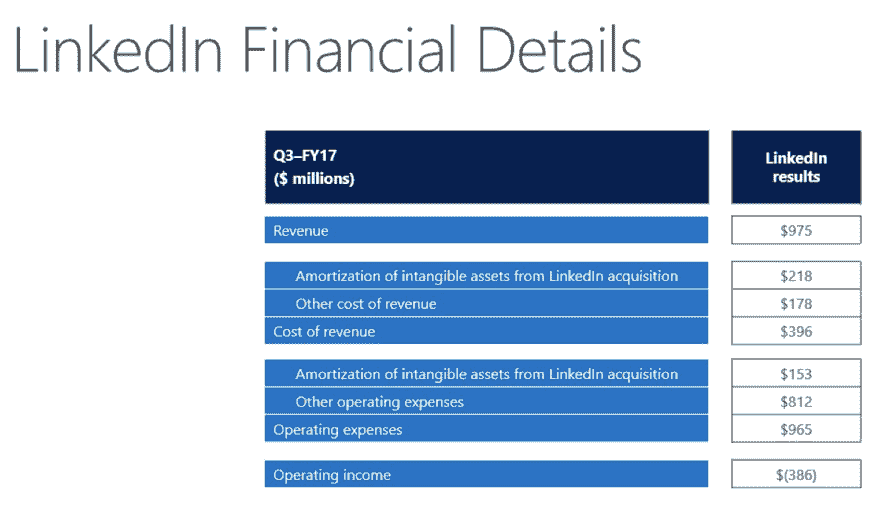 LinkedIn Financial Details
Q3–FY17
($ millions)
LinkedIn
results
Revenue $975
Amortization of intangible assets from LinkedIn acquisition $218
Other cost of revenue $178
Cost of revenue $396
Amortization of intangible assets from LinkedIn acquisition $153
Other operating expenses $812
Operating expenses $965
Operating income $(386)